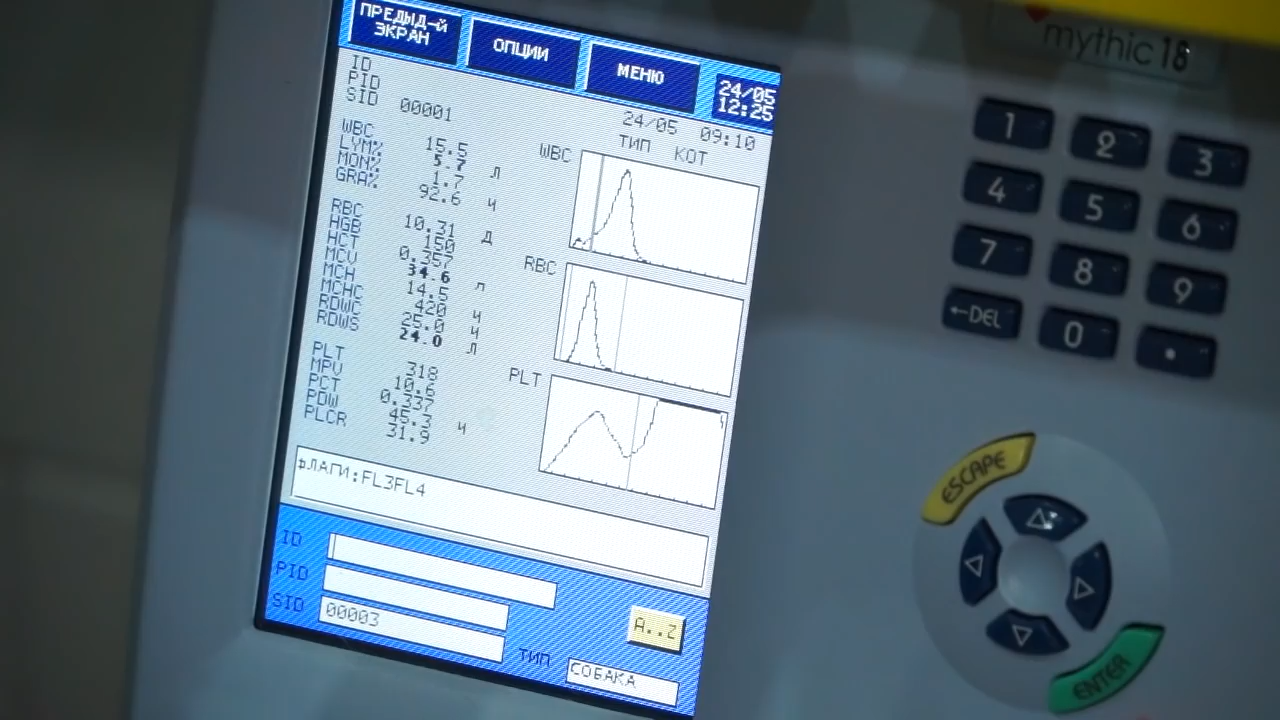 ПРЕДЫД-й ЭКРАН
ОПЦИИ
МЕНЮ
24/05
12:25
mythic 18
ID
PID
SID 00001
24/05 09:10
ТИП КОТ
WBC 15.5
LYM% 5.7 Л
MON% 1.7
GRA% 92.6 Ч
RBC 10.31 Д
HGB 150
HCT 0.357
MCV 34.6 Л
MCH 14.5
MCHC 420 Ч
RDWC 25.0 Ч
RDWS 24.0 Л
PLT 318
MPV 10.6
PCT 0.337
PDW 45.3 Ч
PLCR 31.9
WBC
RBC
PLT
ФЛАГИ:FL3FL4
ID
PID
SID 00003
A..Z
ТИП СОБАКА
1 2 3
4 5 6
7 8 9
←DEL 0 .
ESCAPE
ENTER